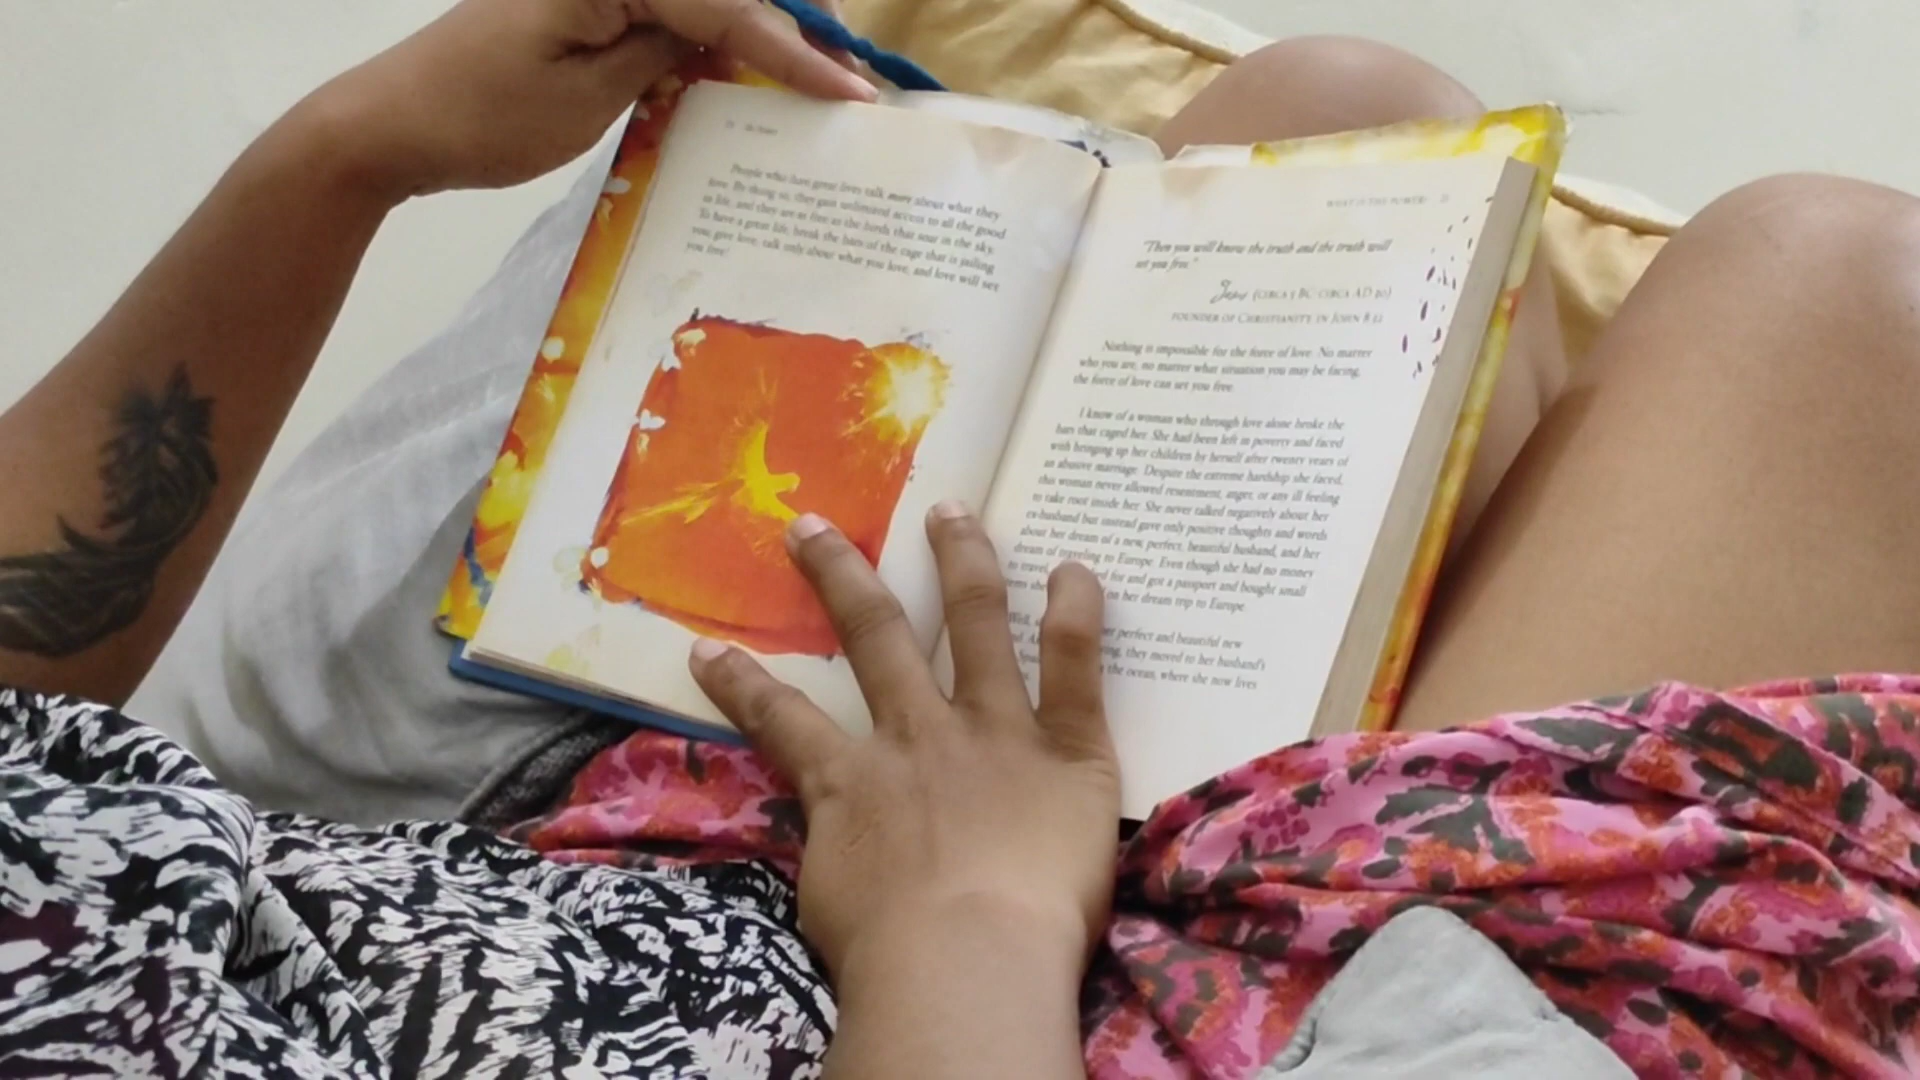 People who have great lives talk more about what they
love. By doing so, they gain unlimited access to all the good
in life, and they are as free as the birds that soar in the sky.
To have a great life, break the bars of the cage that is jailing
you; give love, talk only about what you love, and love will set
you free!
WHAT IS THE POWER?
"Then you will know the truth and the truth will
set you free."
Jesus (CIRCA 5 BC-CIRCA AD 30)
FOUNDER OF CHRISTIANITY, IN JOHN 8:32
Nothing is impossible for the force of love. No matter
who you are, no matter what situation you may be facing,
the force of love can set you free.
I know of a woman who through love alone broke the
bars that caged her. She had been left in poverty and faced
with bringing up her children by herself after twenty years of
an abusive marriage. Despite the extreme hardship she faced,
this woman never allowed resentment, anger, or any ill feeling
to take root inside her. She never talked negatively about her
ex-husband but instead gave only positive thoughts and words
about her dream of a new, perfect, beautiful husband, and her
dream of traveling to Europe. Even though she had no money
to travel, for and got a passport and bought small
items she on her dream trip to Europe.
Well, her perfect and beautiful new
they moved to her husband's
the ocean, where she now lives